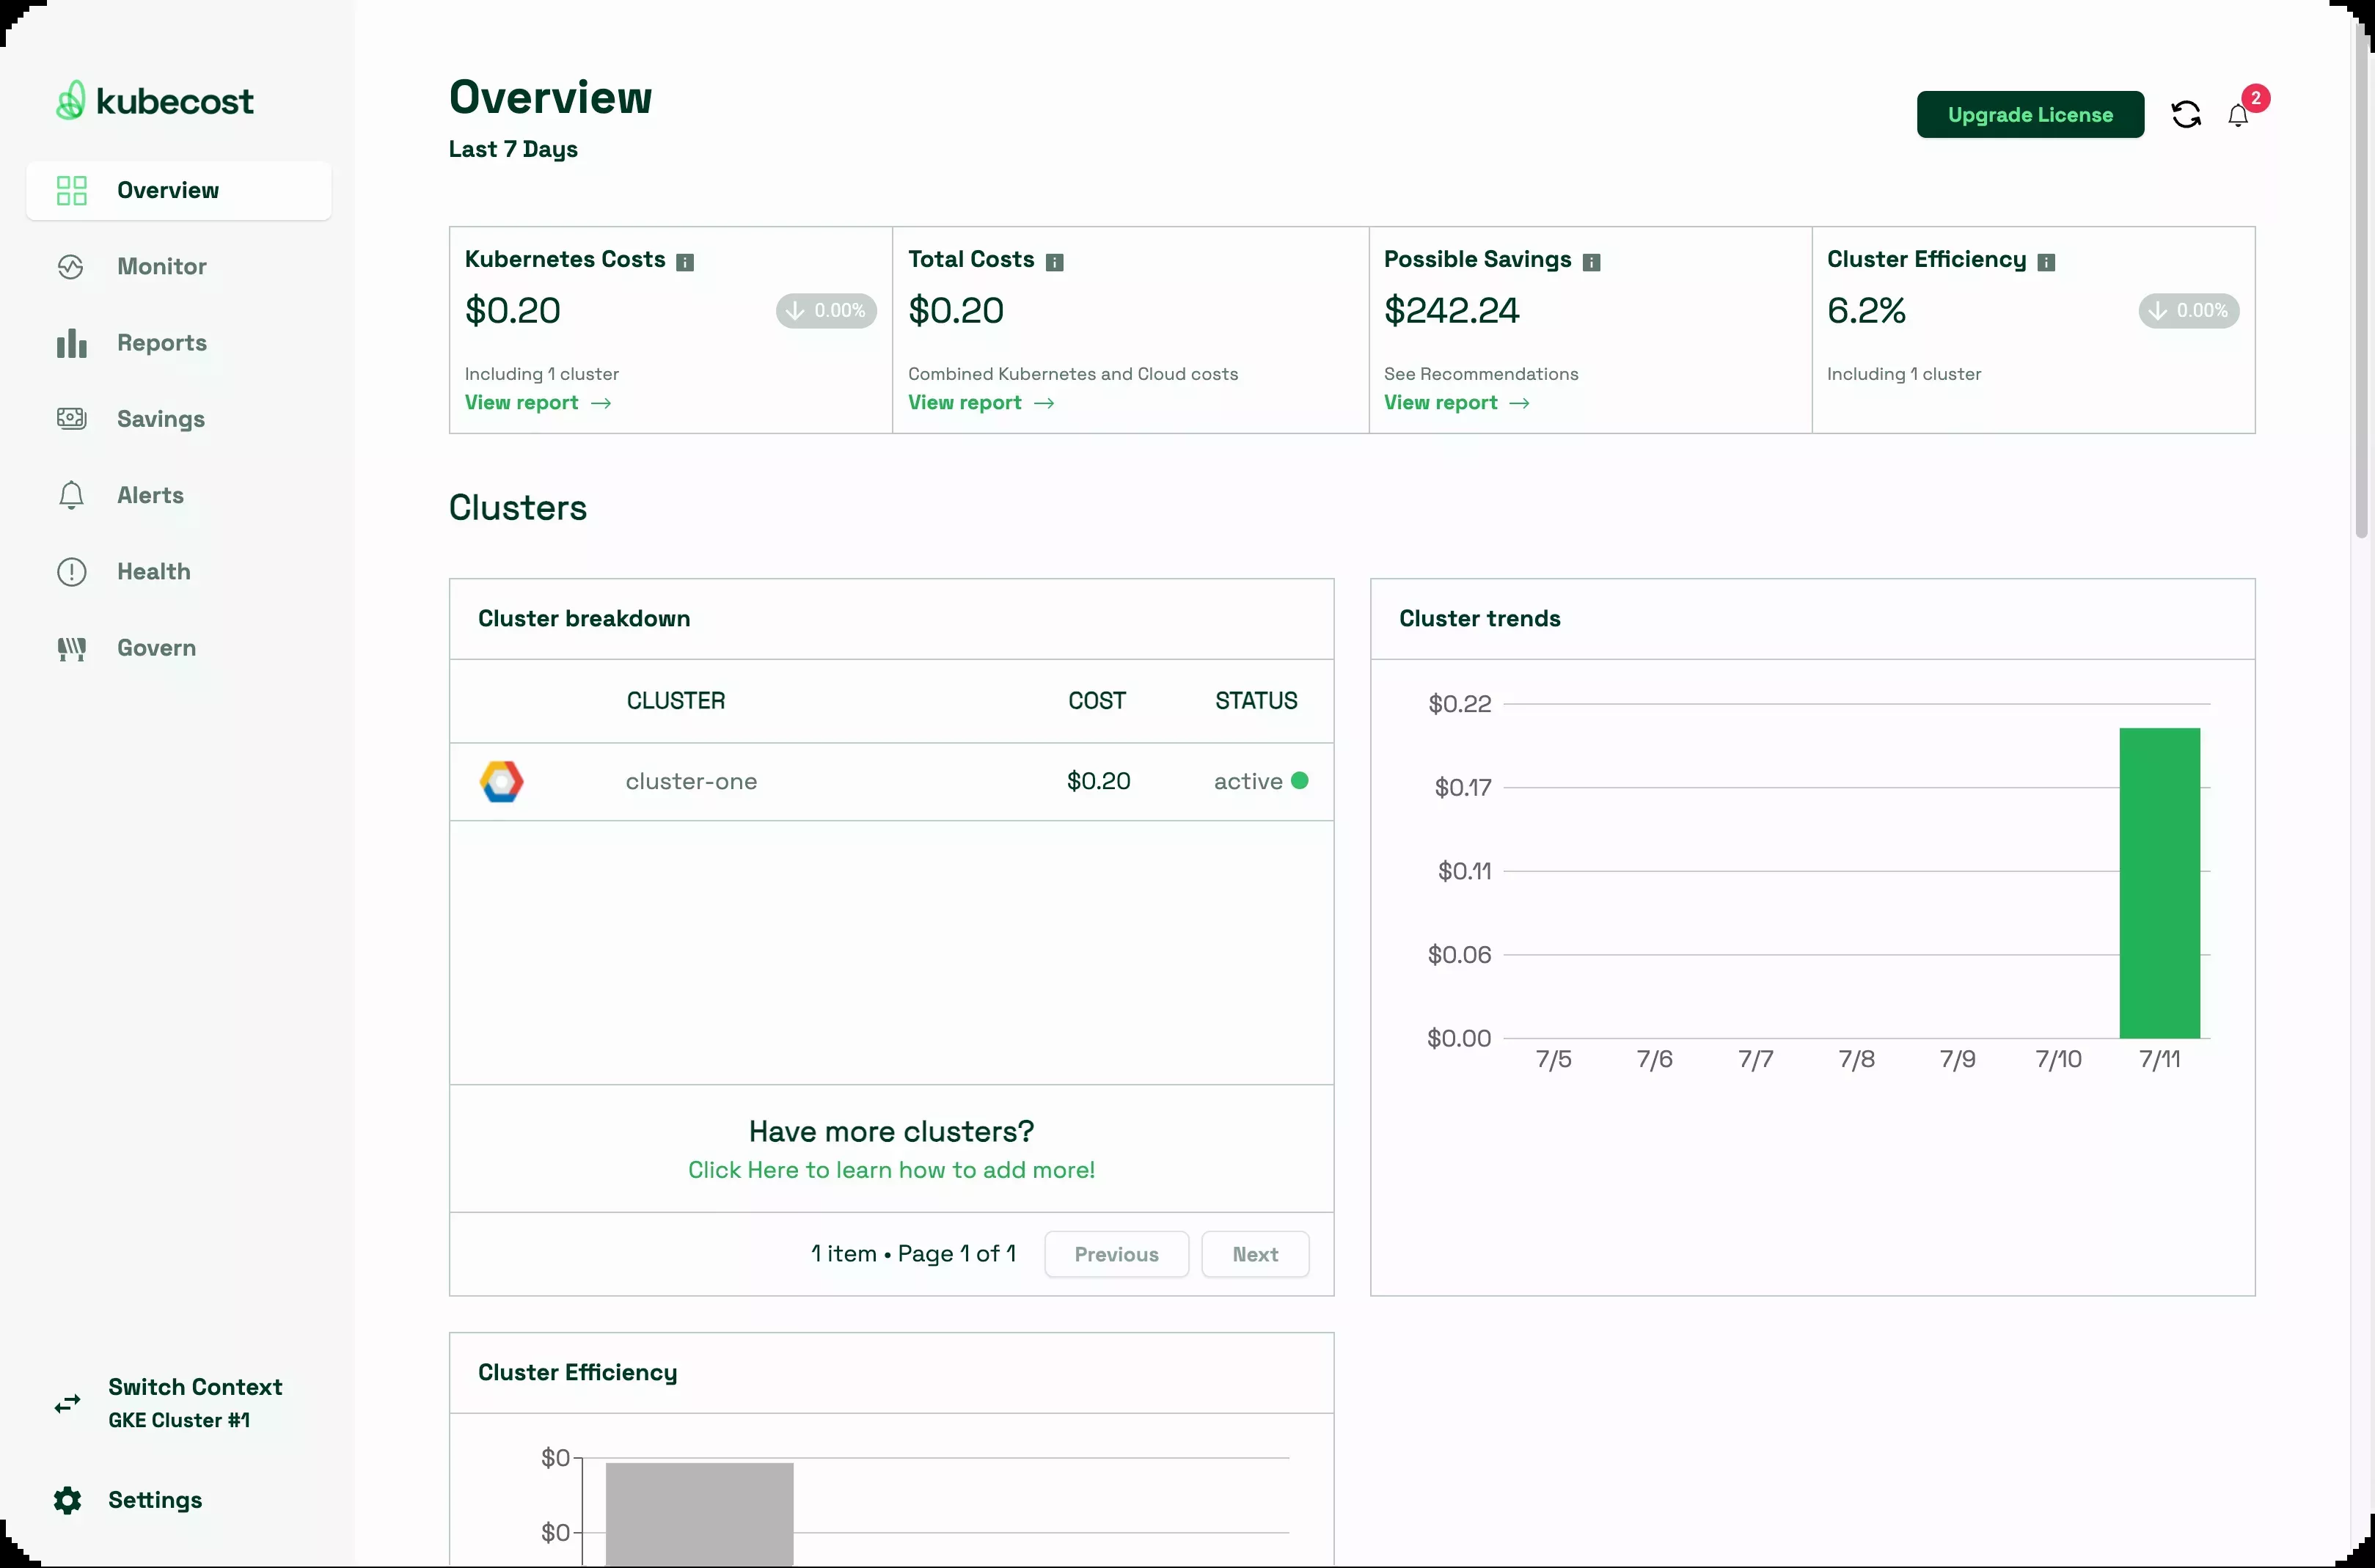 kubecost
Overview
Monitor
Reports
Savings
Alerts
Health
Govern
Switch Context
GKE Cluster #1
Settings
Overview
Last 7 Days
Upgrade License
2
Kubernetes Costs i
$0.20 0.00%
Including 1 cluster
View report
Total Costs i
$0.20
Combined Kubernetes and Cloud costs
View report
Possible Savings i
$242.24
See Recommendations
View report
Cluster Efficiency i
6.2% 0.00%
Including 1 cluster
Clusters
Cluster breakdown
CLUSTER COST STATUS
cluster-one $0.20 active
Have more clusters?
Click Here to learn how to add more!
1 item • Page 1 of 1 Previous Next
Cluster trends
$0.22
$0.17
$0.11
$0.06
$0.00
7/5 7/6 7/7 7/8 7/9 7/10 7/11
Cluster Efficiency
$0
$0